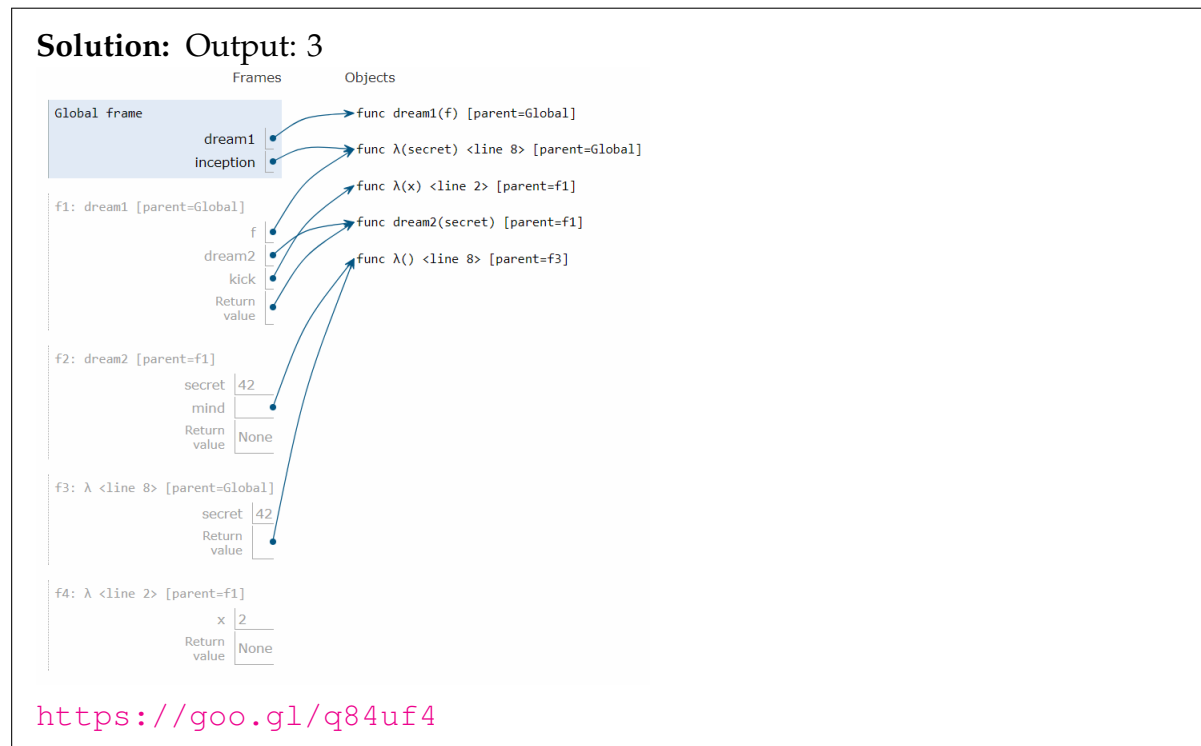 Solution: Output: 3
Frames Objects
Global frame
dream1
inception
func dream1(f) [parent=Global]
func λ(secret) <line 8> [parent=Global]
func λ(x) <line 2> [parent=f1]
func dream2(secret) [parent=f1]
func λ() <line 8> [parent=f3]
f1: dream1 [parent=Global]
f
dream2
kick
Return
value
f2: dream2 [parent=f1]
secret 42
mind
Return
value None
f3: λ <line 8> [parent=Global]
secret 42
Return
value
f4: λ <line 2> [parent=f1]
x 2
Return
value None
https://goo.gl/q84uf4